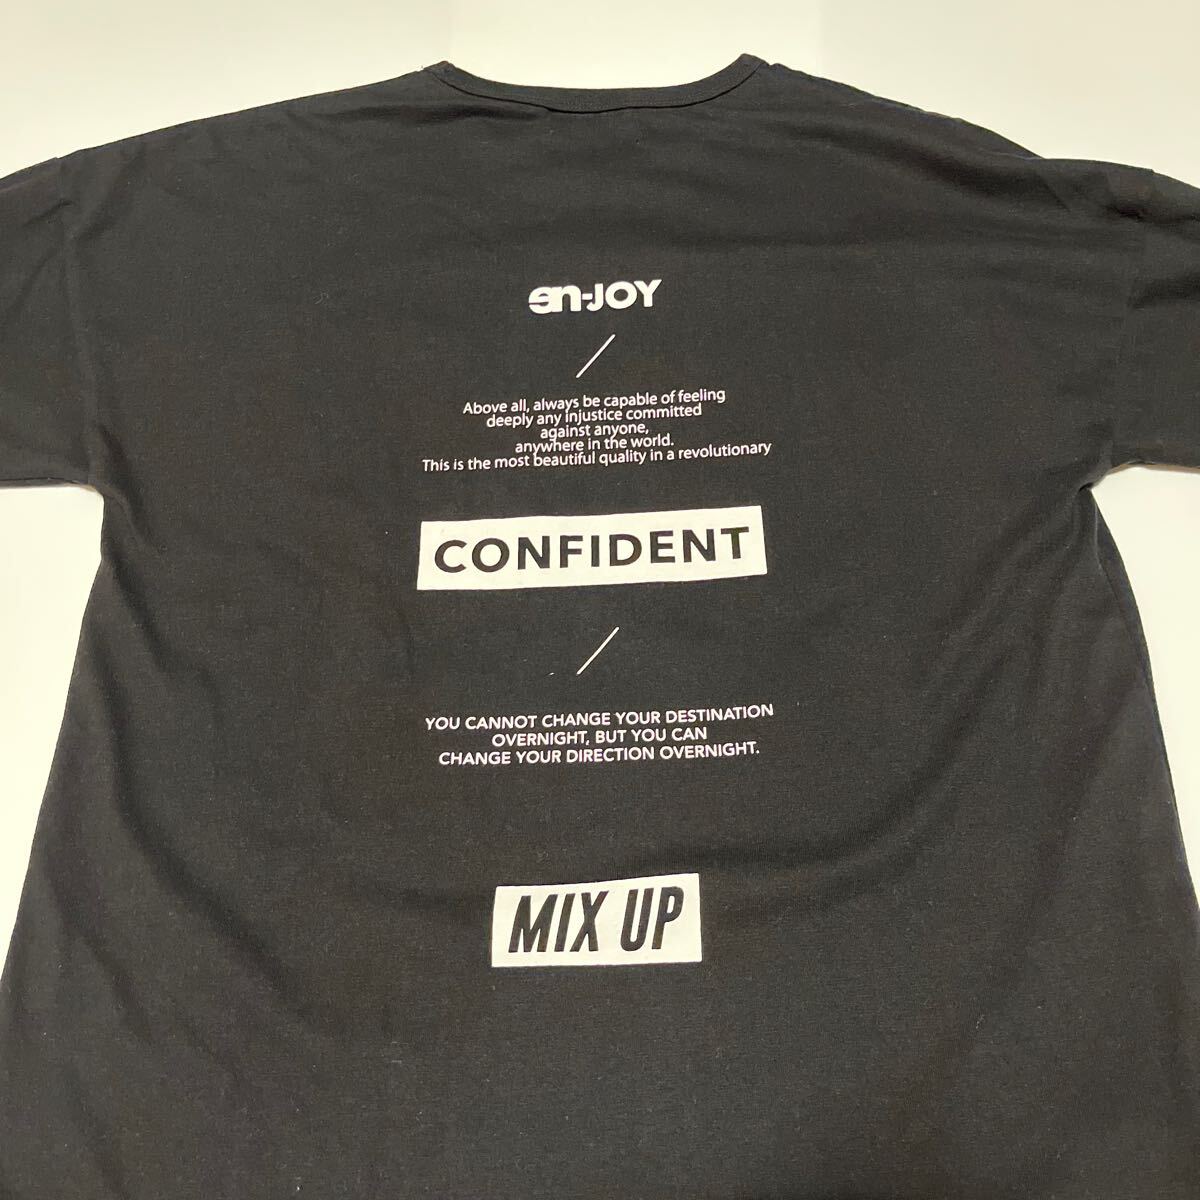 en-JOY
Above all, always be capable of feeling
deeply any injustice committed
against anyone,
anywhere in the world.
This is the most beautiful quality in a revolutionary
CONFIDENT
YOU CANNOT CHANGE YOUR DESTINATION
OVERNIGHT, BUT YOU CAN
CHANGE YOUR DIRECTION OVERNIGHT.
MIX UP